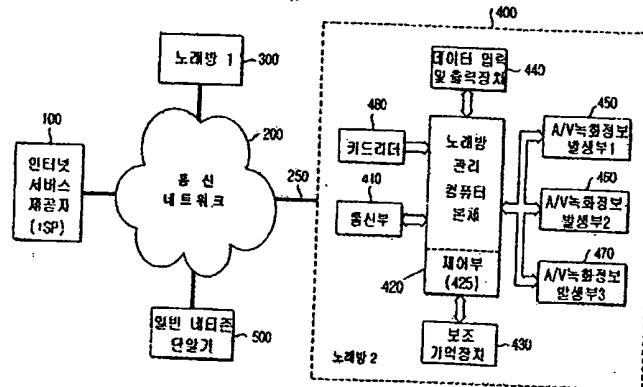 400
노래방 1
300
데이터 입력
및 출력장치
440
100
인터넷
서비스
제공자
(ISP)
200
통신
네트워크
250
480
카드리더
410
통신부
노래방
관리
컴퓨터
본체
제어부
(425)
420
450
A/V녹화정보
발생부1
460
A/V녹화정보
발생부2
470
A/V녹화정보
발생부3
일반 네티즌
단말기
500
보조
기억장치
430
노래방 2